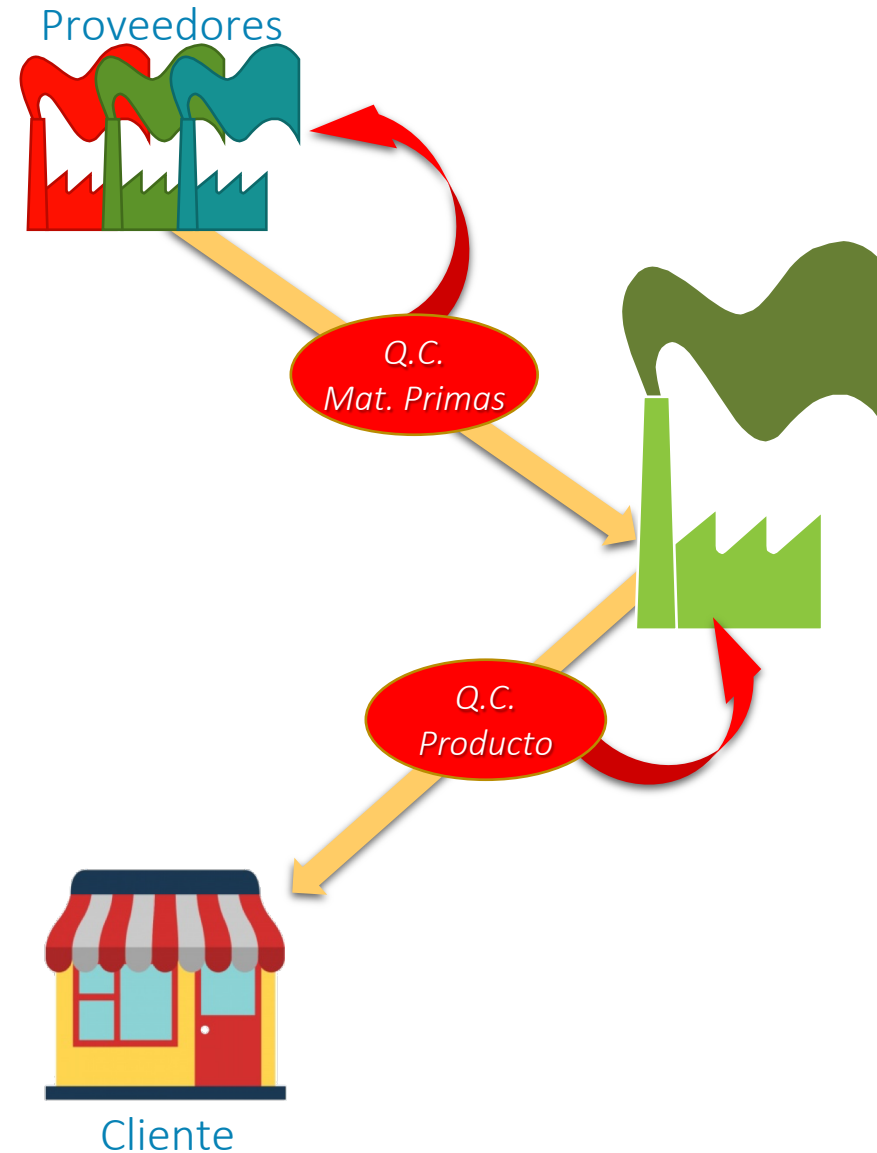 Proveedores
Q.C.
Mat. Primas
Q.C.
Producto
Cliente